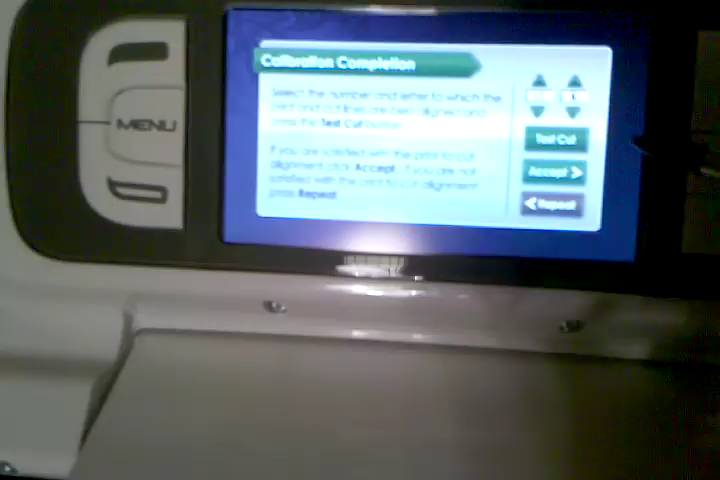 Calibration Completion
Select the number and letter to which the
print and cut lines are best aligned and
press the Test Cut button.
If you are satisfied with the print to cut
alignment click Accept. If you are not
satisfied with the print to cut alignment
press Repeat.
Test Cut
Accept >
< Repeat
MENU